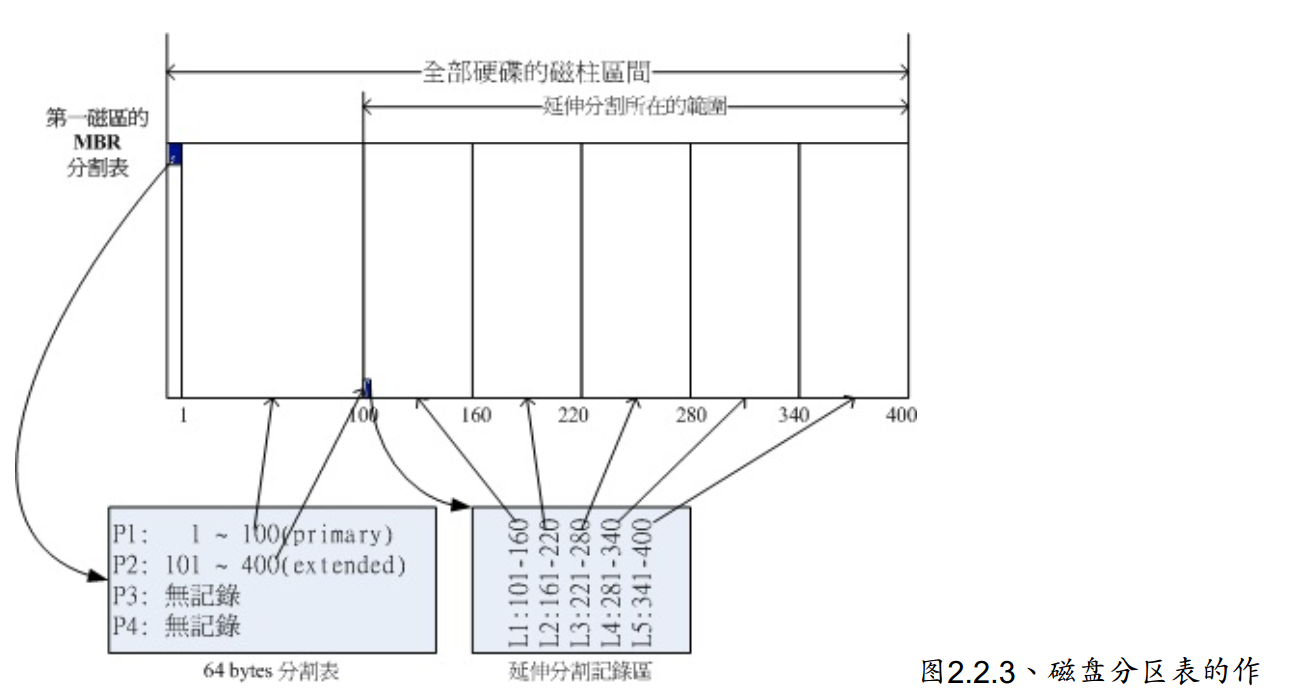 全部硬碟的磁柱區間
延伸分割所在的範圍
第一磁區的
MBR
分割表
1
100
160
220
280
340
400
P1: 1 ~ 100(primary)
P2: 101 ~ 400(extended)
P3: 無記錄
P4: 無記錄
L1:101-160
L2:161-220
L3:221-280
L4:281-340
L5:341-400
64 bytes 分割表
延伸分割記錄區
图2.2.3、磁盘分区表的作